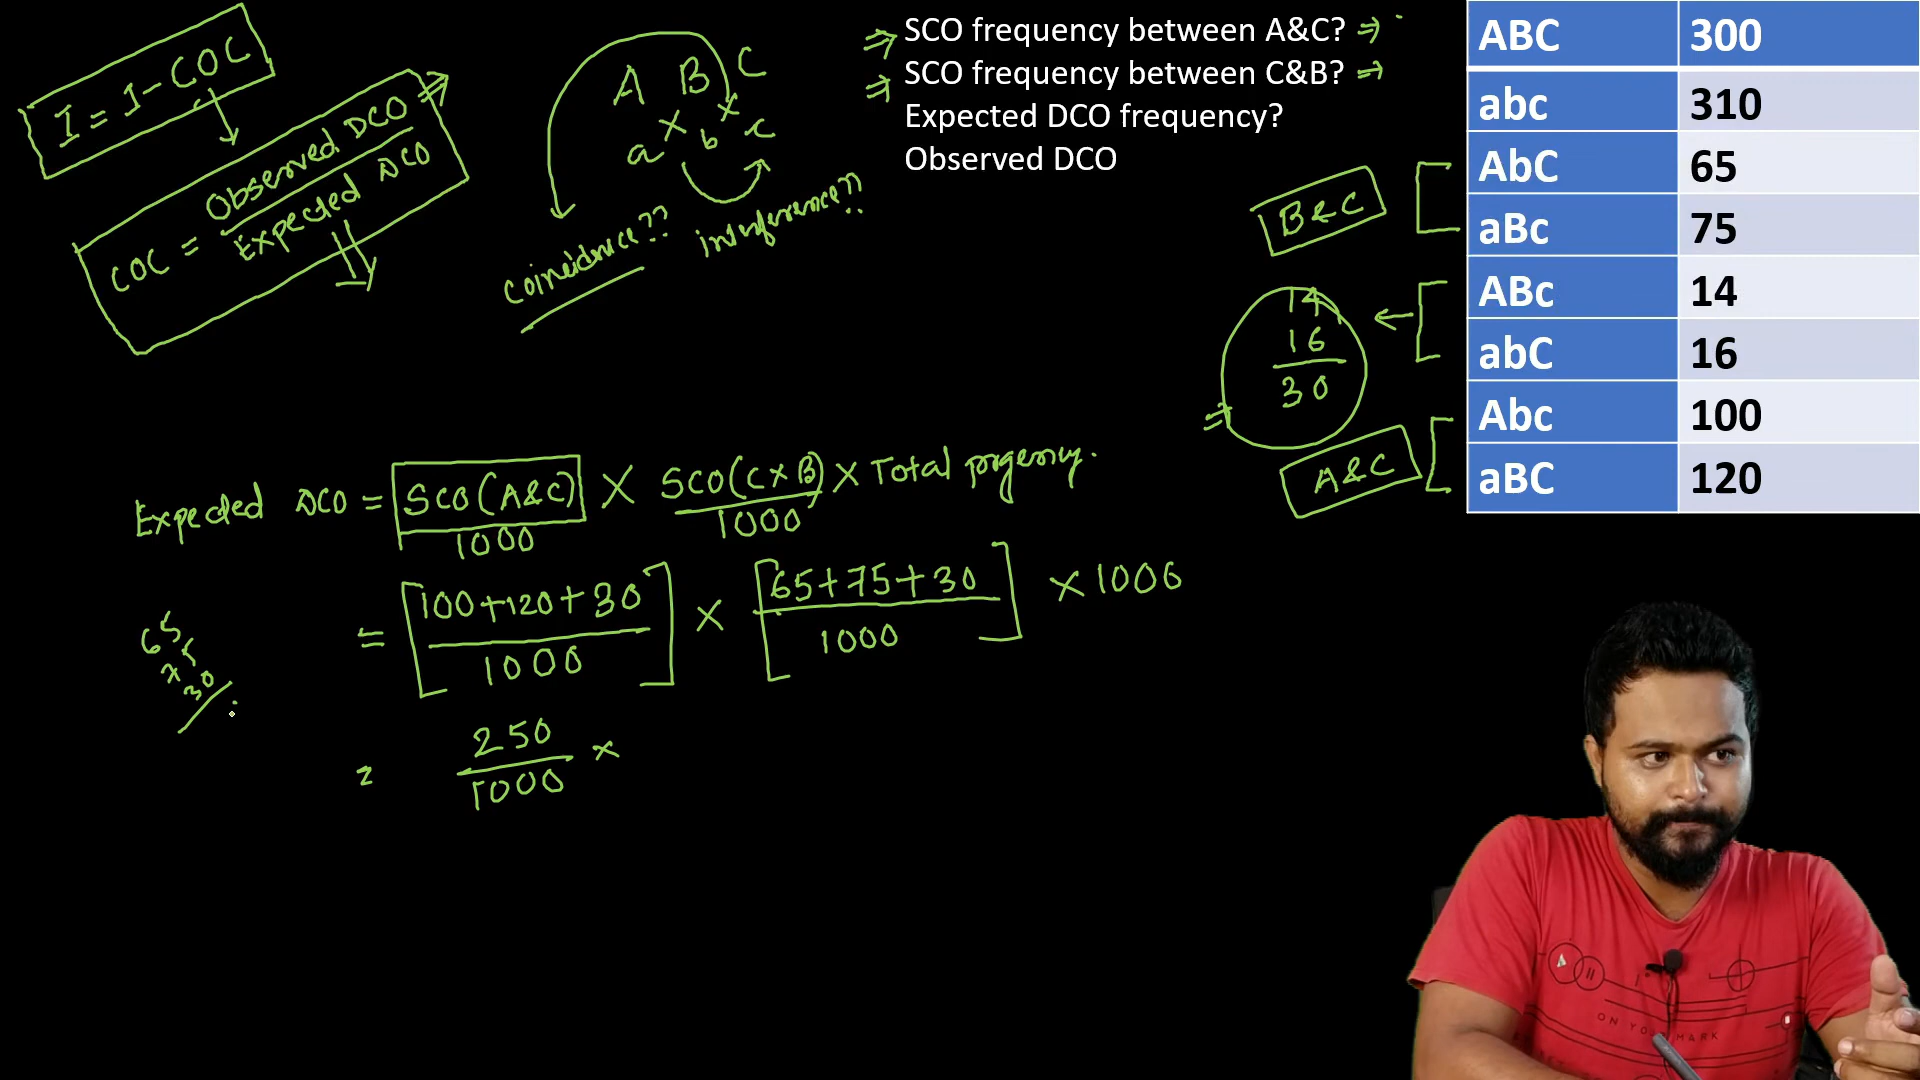 I = I - COC
COC = Observed DCO
Expected DCO
A B C
a b c
coincidence??
interference??
⇒ SCO frequency between A&C? ⇒
⇒ SCO frequency between C&B? ⇒
Expected DCO frequency?
Observed DCO
B & C
14
16
30
A & C
ABC 300
abc 310
AbC 65
aBc 75
ABc 14
abC 16
Abc 100
aBC 120
Expected DCO = SCO (A&C) × SCO (C×B) × Total
1000 1000
= [100+120+30] × [65+75+30] × 1000
1000 1000
65
75
30
= 250 ×
1000
ON YOU MARK